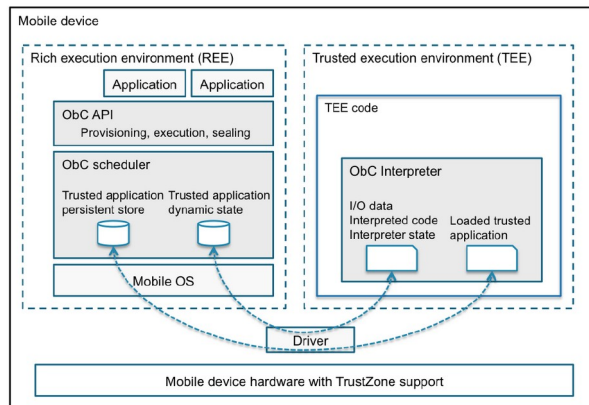 Mobile device
Rich execution environment (REE)
Application
Application
ObC API
Provisioning, execution, sealing
ObC scheduler
Trusted application
persistent store
Trusted application
dynamic state
Mobile OS
Trusted execution environment (TEE)
TEE code
ObC Interpreter
I/O data
Interpreted code
Interpreter state
Loaded trusted
application
Driver
Mobile device hardware with TrustZone support